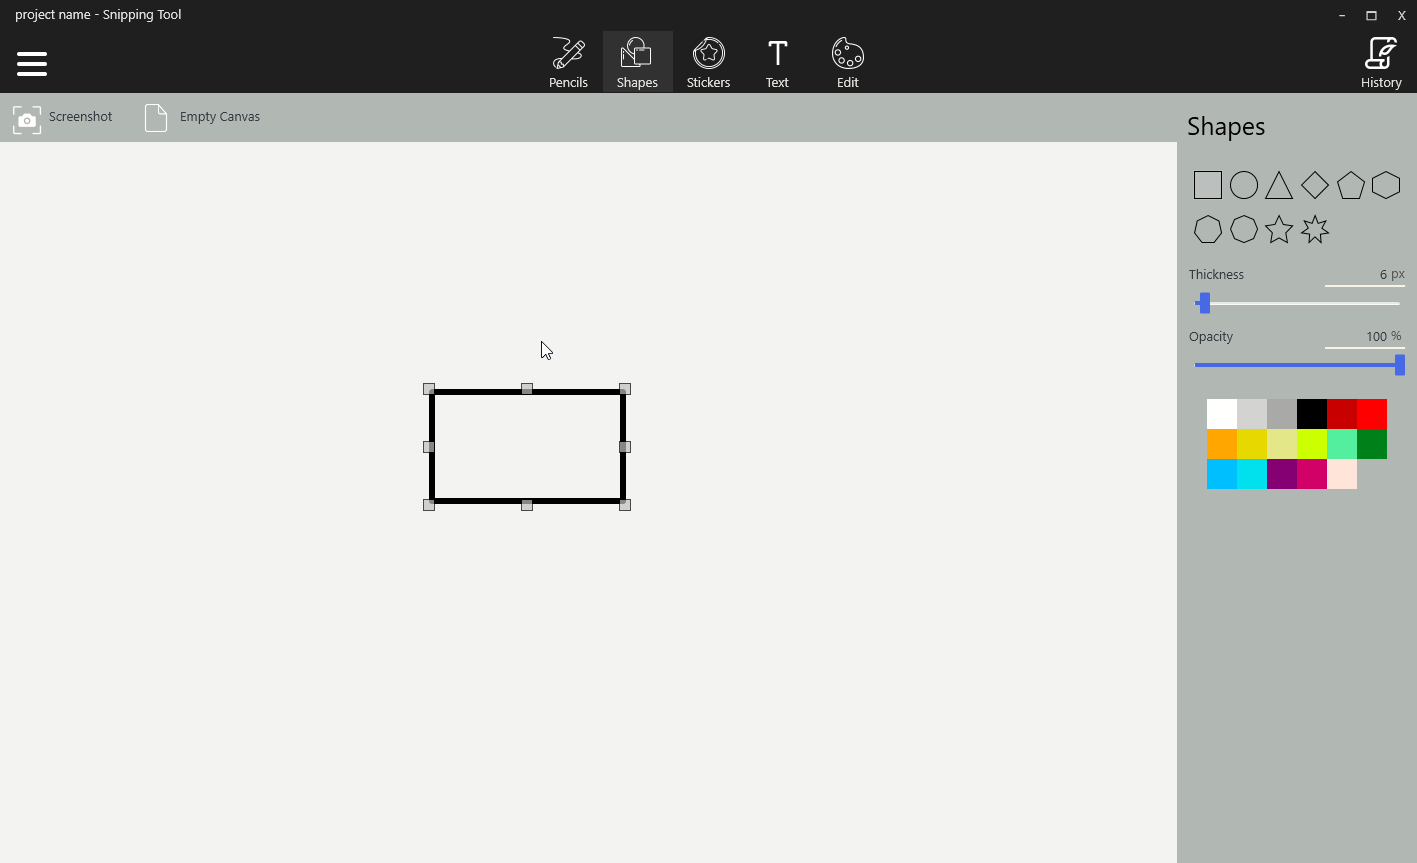 project name - Snipping Tool
– X
Pencils
Shapes
Stickers
T
Text
Edit
History
Screenshot
Empty Canvas
Shapes
Thickness
6 px
Opacity
100 %